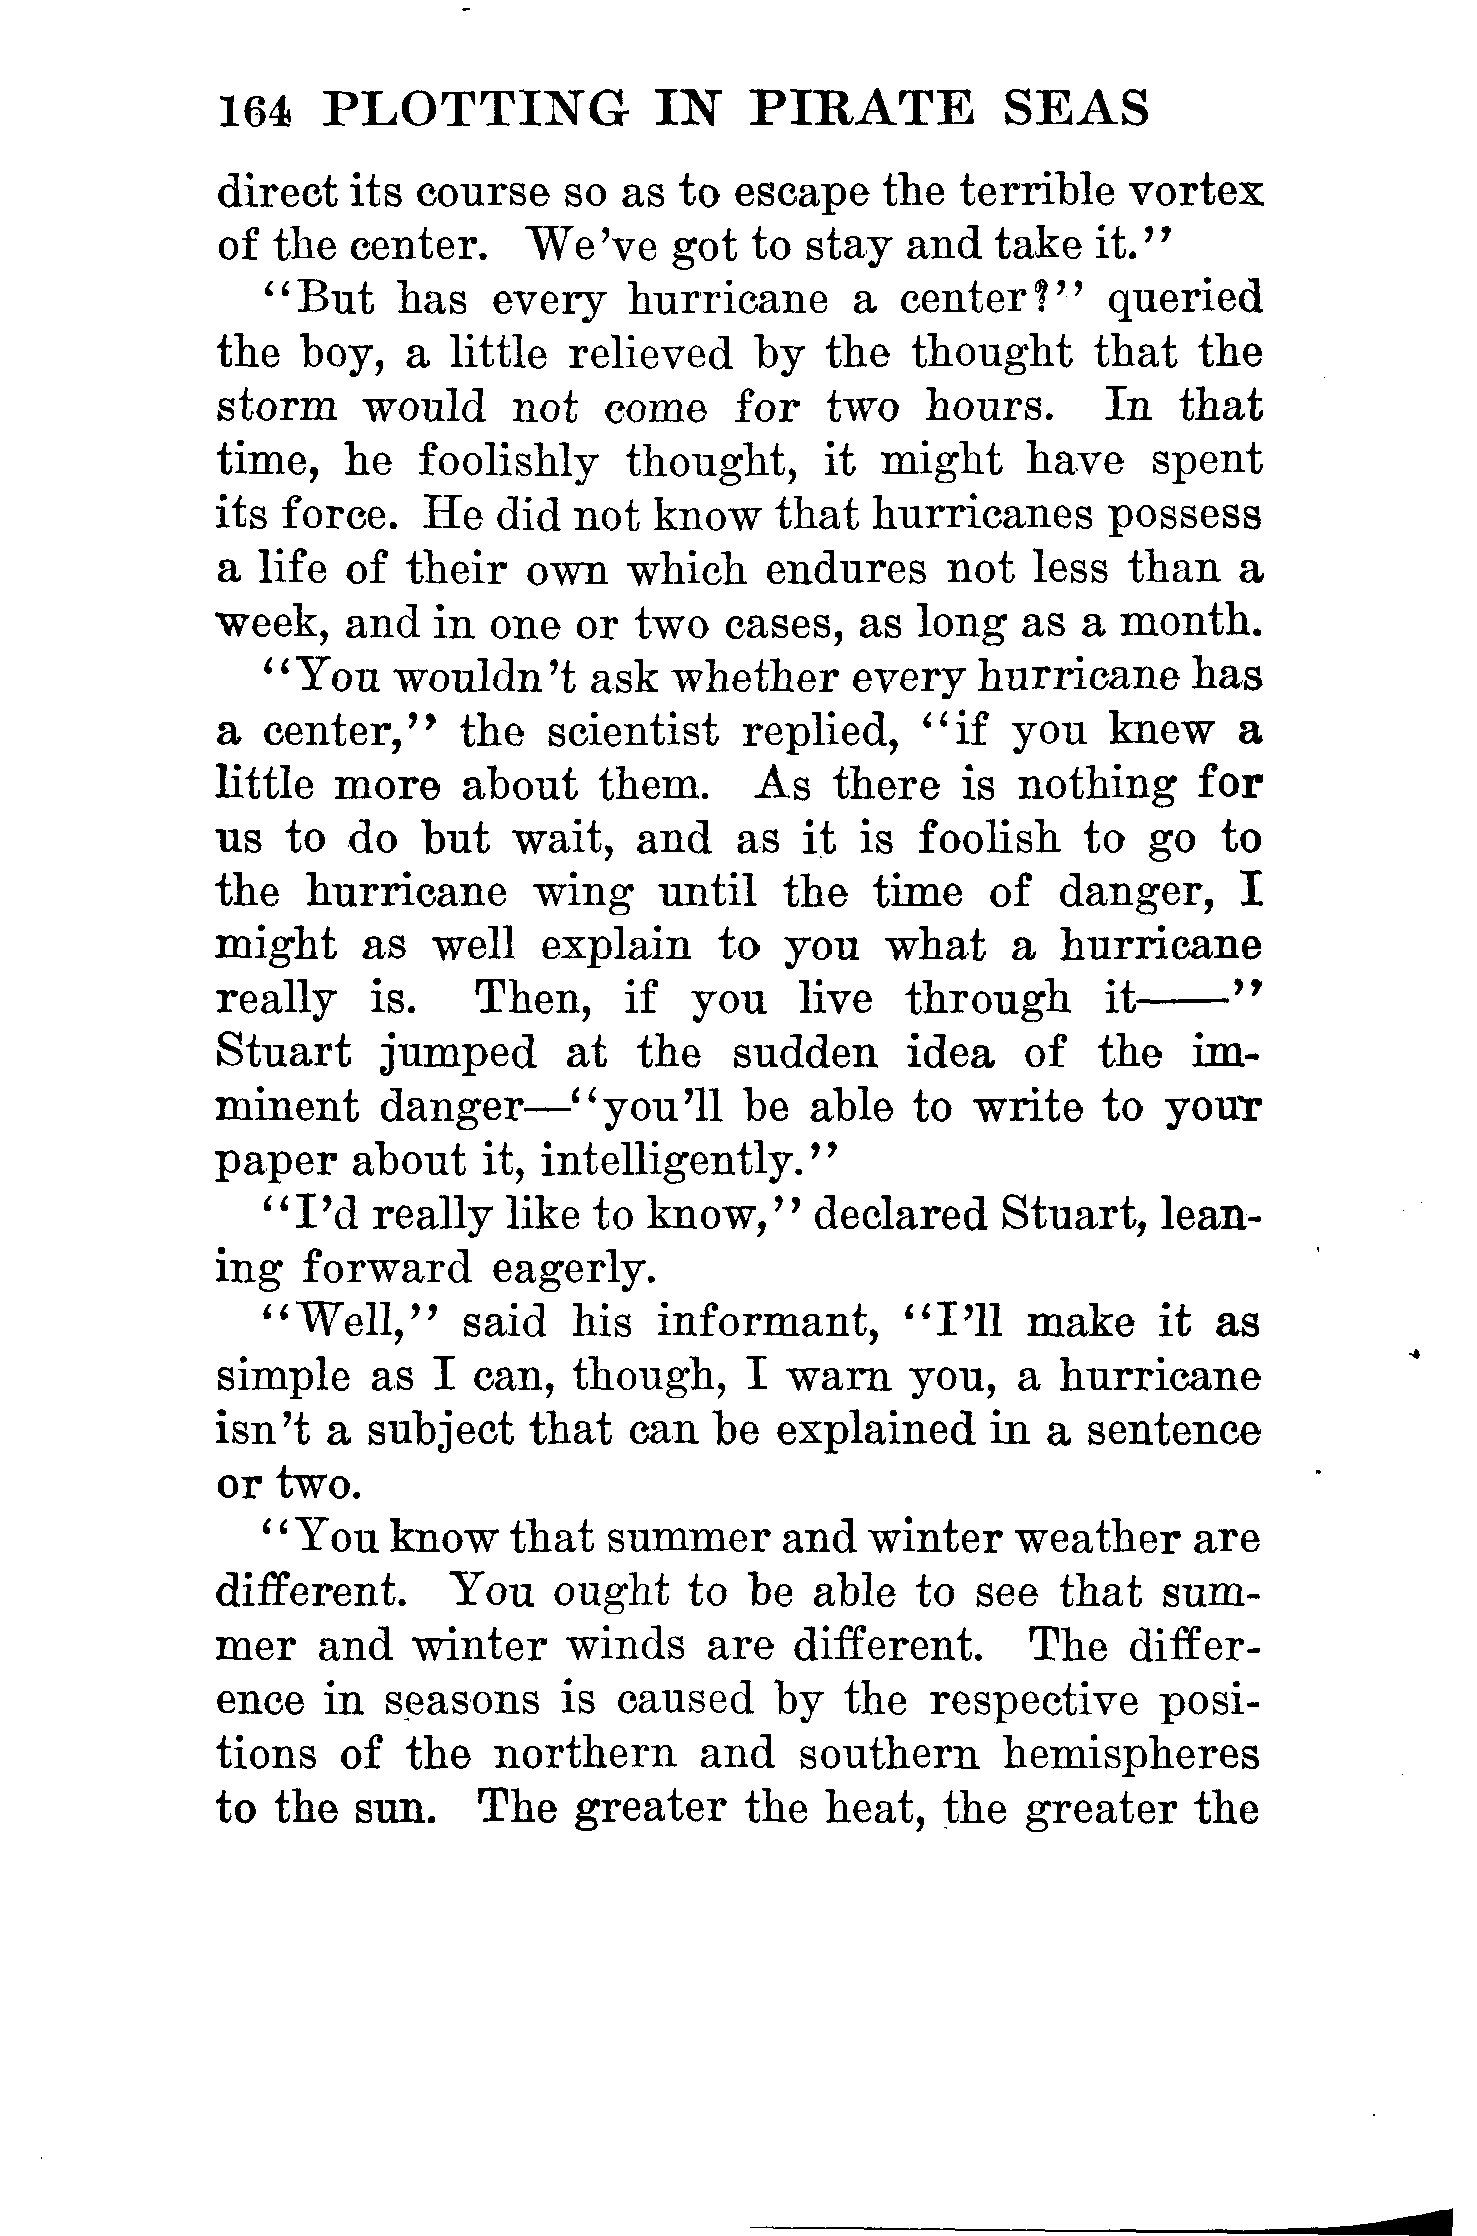 164 PLOTTING IN PIRATE SEAS
direct its course so as to escape the terrible vortex
of the center. We've got to stay and take it."
"But has every hurricane a center?" queried
the boy, a little relieved by the thought that the
storm would not come for two hours. In that
time, he foolishly thought, it might have spent
its force. He did not know that hurricanes possess
a life of their own which endures not less than a
week, and in one or two cases, as long as a month.
"You wouldn't ask whether every hurricane has
a center," the scientist replied, "if you knew a
little more about them. As there is nothing for
us to do but wait, and as it is foolish to go to
the hurricane wing until the time of danger, I
might as well explain to you what a hurricane
really is. Then, if you live through it——"
Stuart jumped at the sudden idea of the im-
minent danger—"you'll be able to write to your
paper about it, intelligently."
"I'd really like to know," declared Stuart, lean-
ing forward eagerly.
"Well," said his informant, "I'll make it as
simple as I can, though, I warn you, a hurricane
isn't a subject that can be explained in a sentence
or two.
"You know that summer and winter weather are
different. You ought to be able to see that sum-
mer and winter winds are different. The differ-
ence in seasons is caused by the respective posi-
tions of the northern and southern hemispheres
to the sun. The greater the heat, the greater the